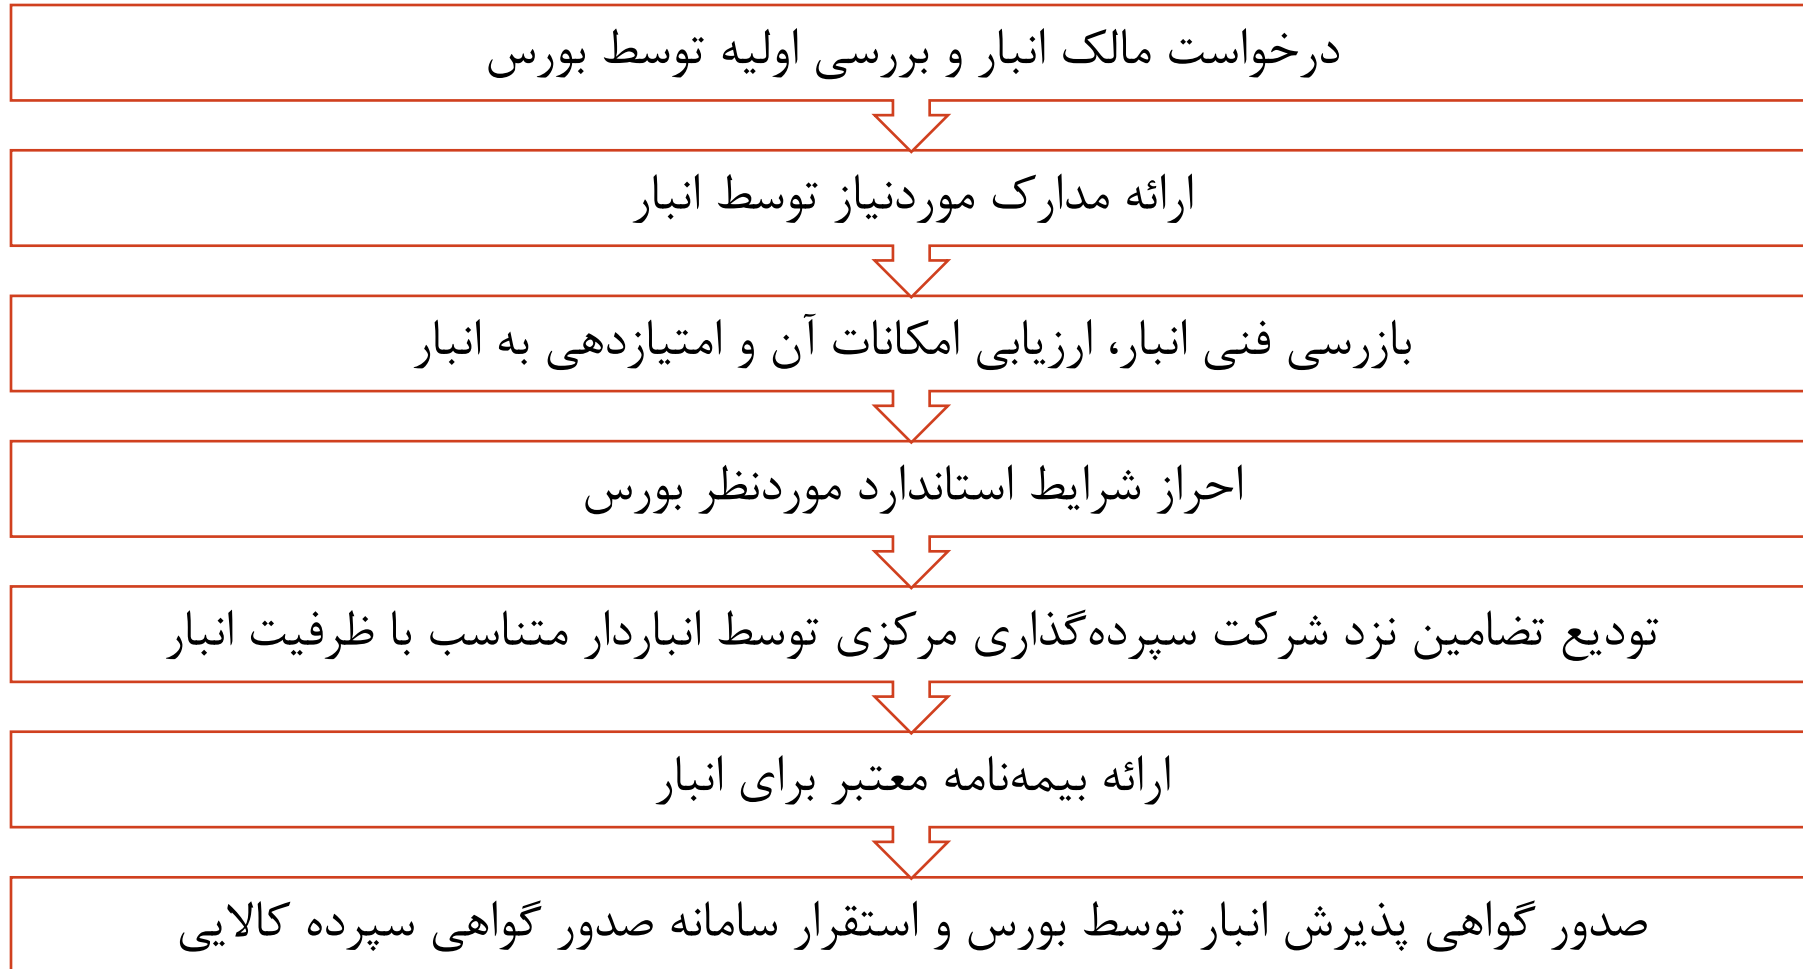 درخواست مالک انبار و بررسی اولیه توسط بورس
ارائه مدارک موردنیاز توسط انبار
بازرسی فنی انبار، ارزیابی امکانات آن و امتیازدهی به انبار
احراز شرایط استاندارد موردنظر بورس
تودیع تضامین نزد شرکت سپرده‌گذاری مرکزی توسط انباردار متناسب با ظرفیت انبار
ارائه بیمه‌نامه معتبر برای انبار
صدور گواهی پذیرش انبار توسط بورس و استقرار سامانه صدور گواهی سپرده کالایی